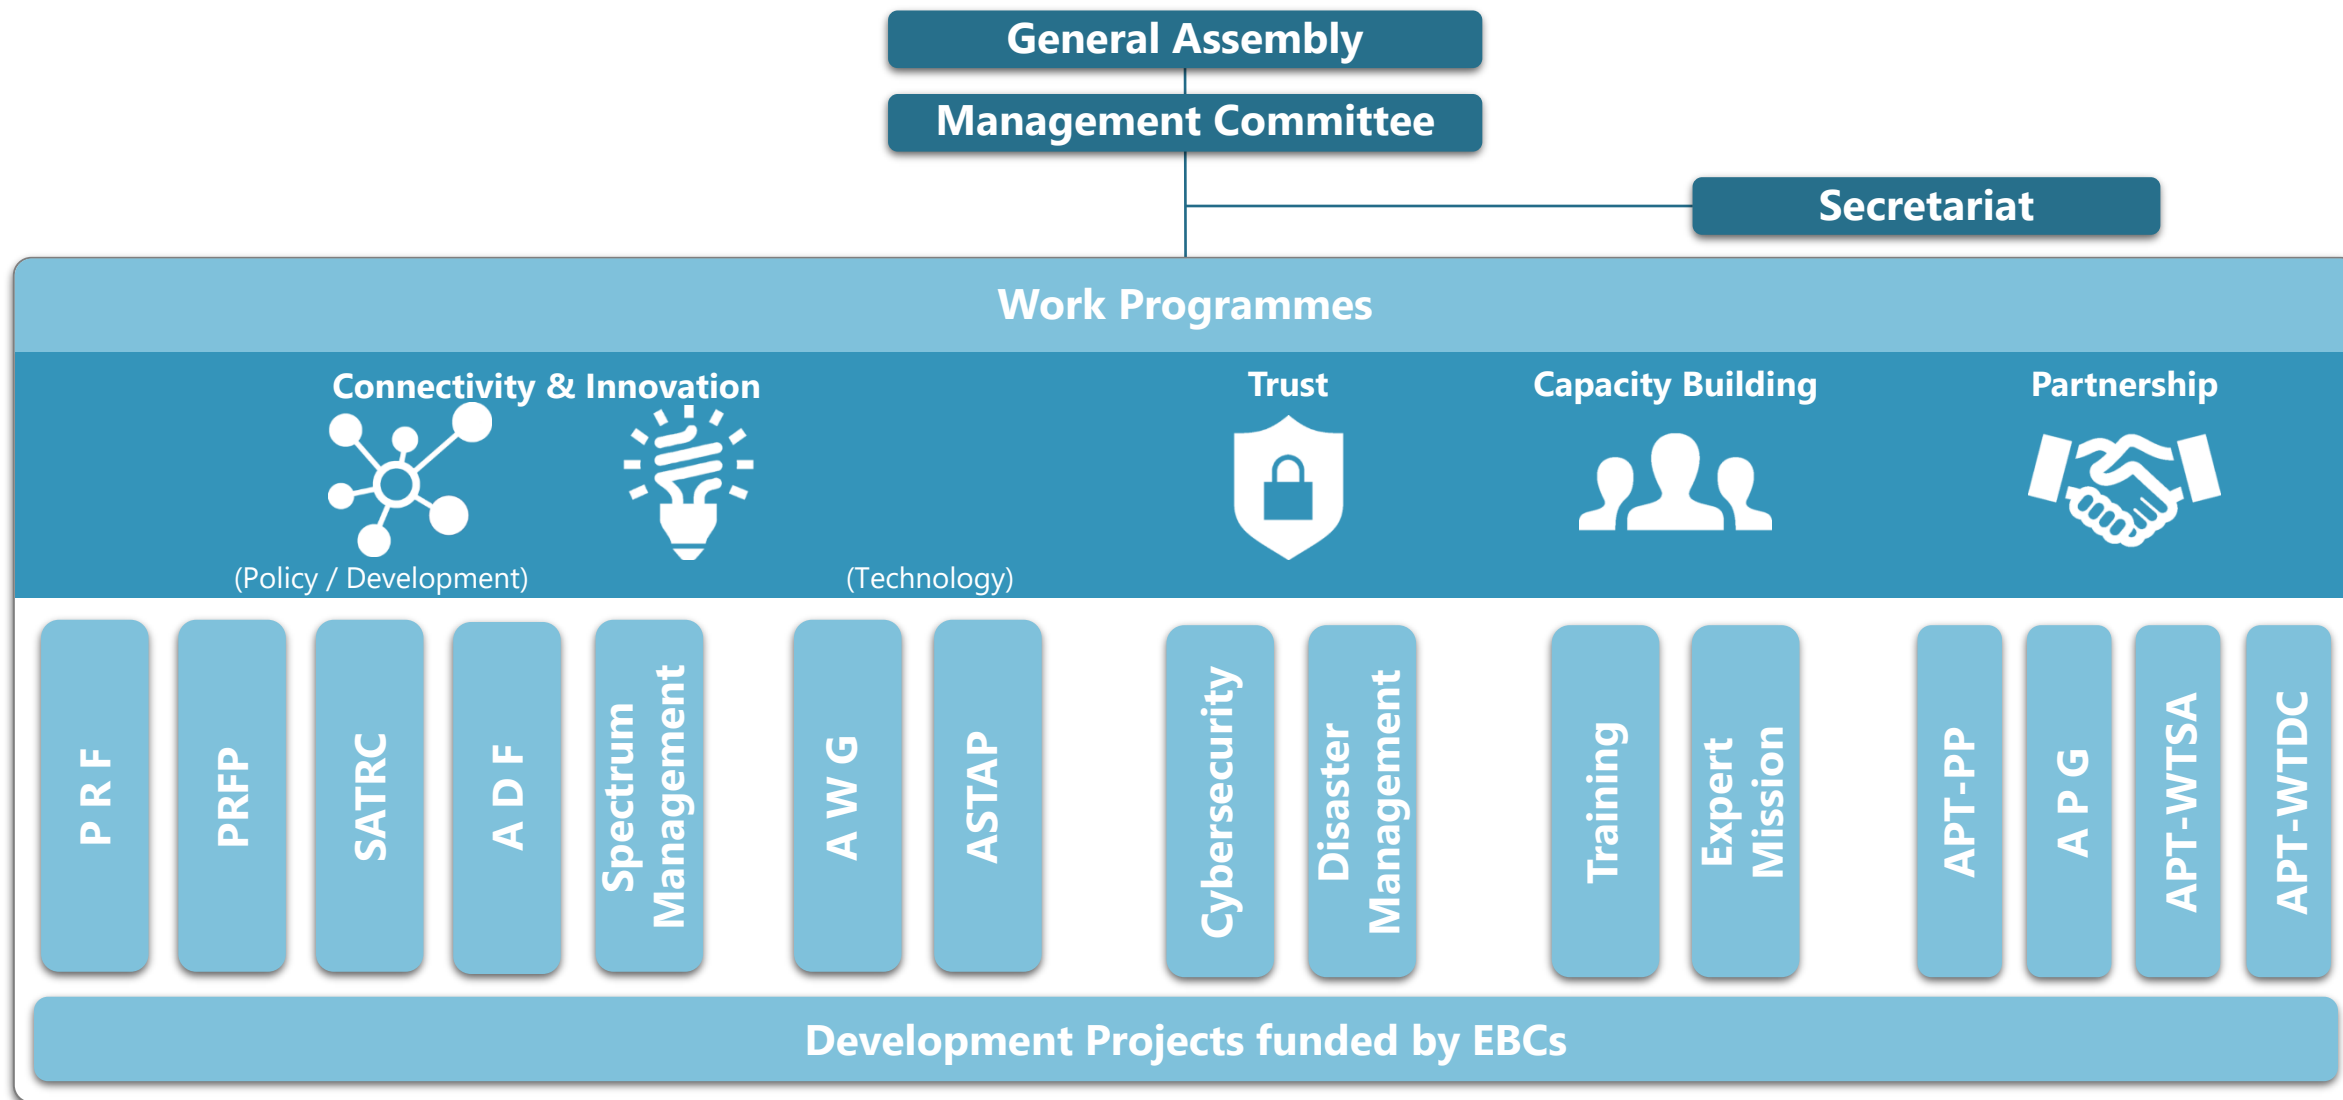 General Assembly
Management Committee
Secretariat
Work Programmes
Connectivity & Innovation
Trust
Capacity Building
Partnership
(Policy / Development)
(Technology)
P R F
PRFP
SATRC
A D F
Spectrum
Management
A W G
ASTAP
Cybersecurity
Disaster
Management
Training
Expert
Mission
APT-PP
A P G
APT-WTSA
APT-WTDC
Development Projects funded by EBCs